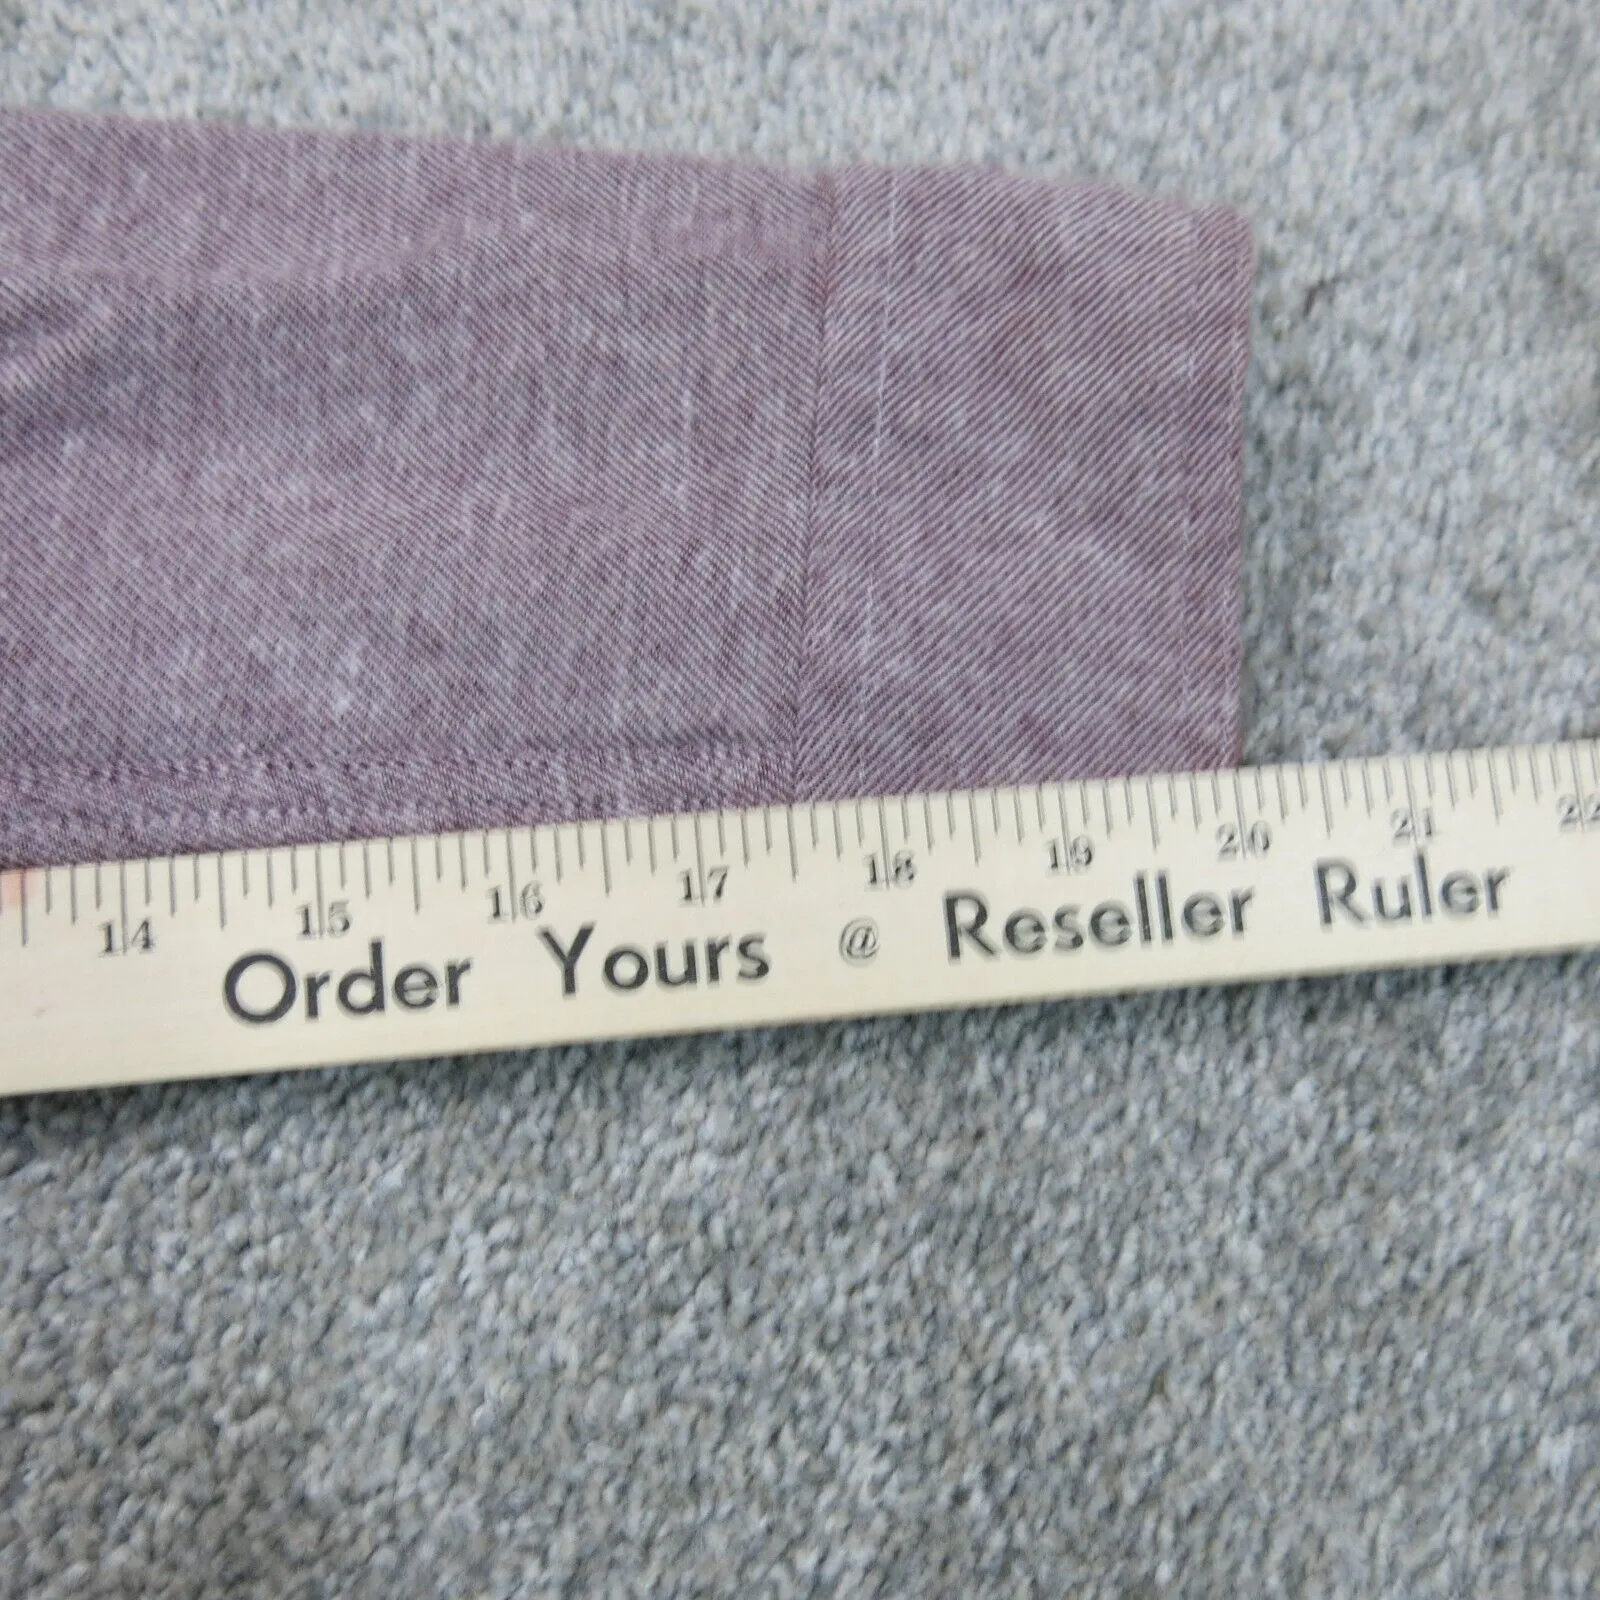 14 15 16 17 18 19 20 21 22
Order Yours @ Reseller Ruler